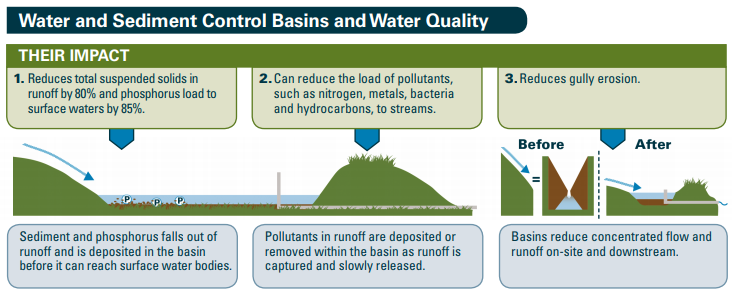 Water and Sediment Control Basins and Water Quality
THEIR IMPACT
1. Reduces total suspended solids in
runoff by 80% and phosphorus load to
surface waters by 85%.
2. Can reduce the load of pollutants,
such as nitrogen, metals, bacteria
and hydrocarbons, to streams.
3. Reduces gully erosion.
Before
After
P
P
P
=
Sediment and phosphorus falls out of
runoff and is deposited in the basin
before it can reach surface water bodies.
Pollutants in runoff are deposited or
removed within the basin as runoff is
captured and slowly released.
Basins reduce concentrated flow and
runoff on-site and downstream.